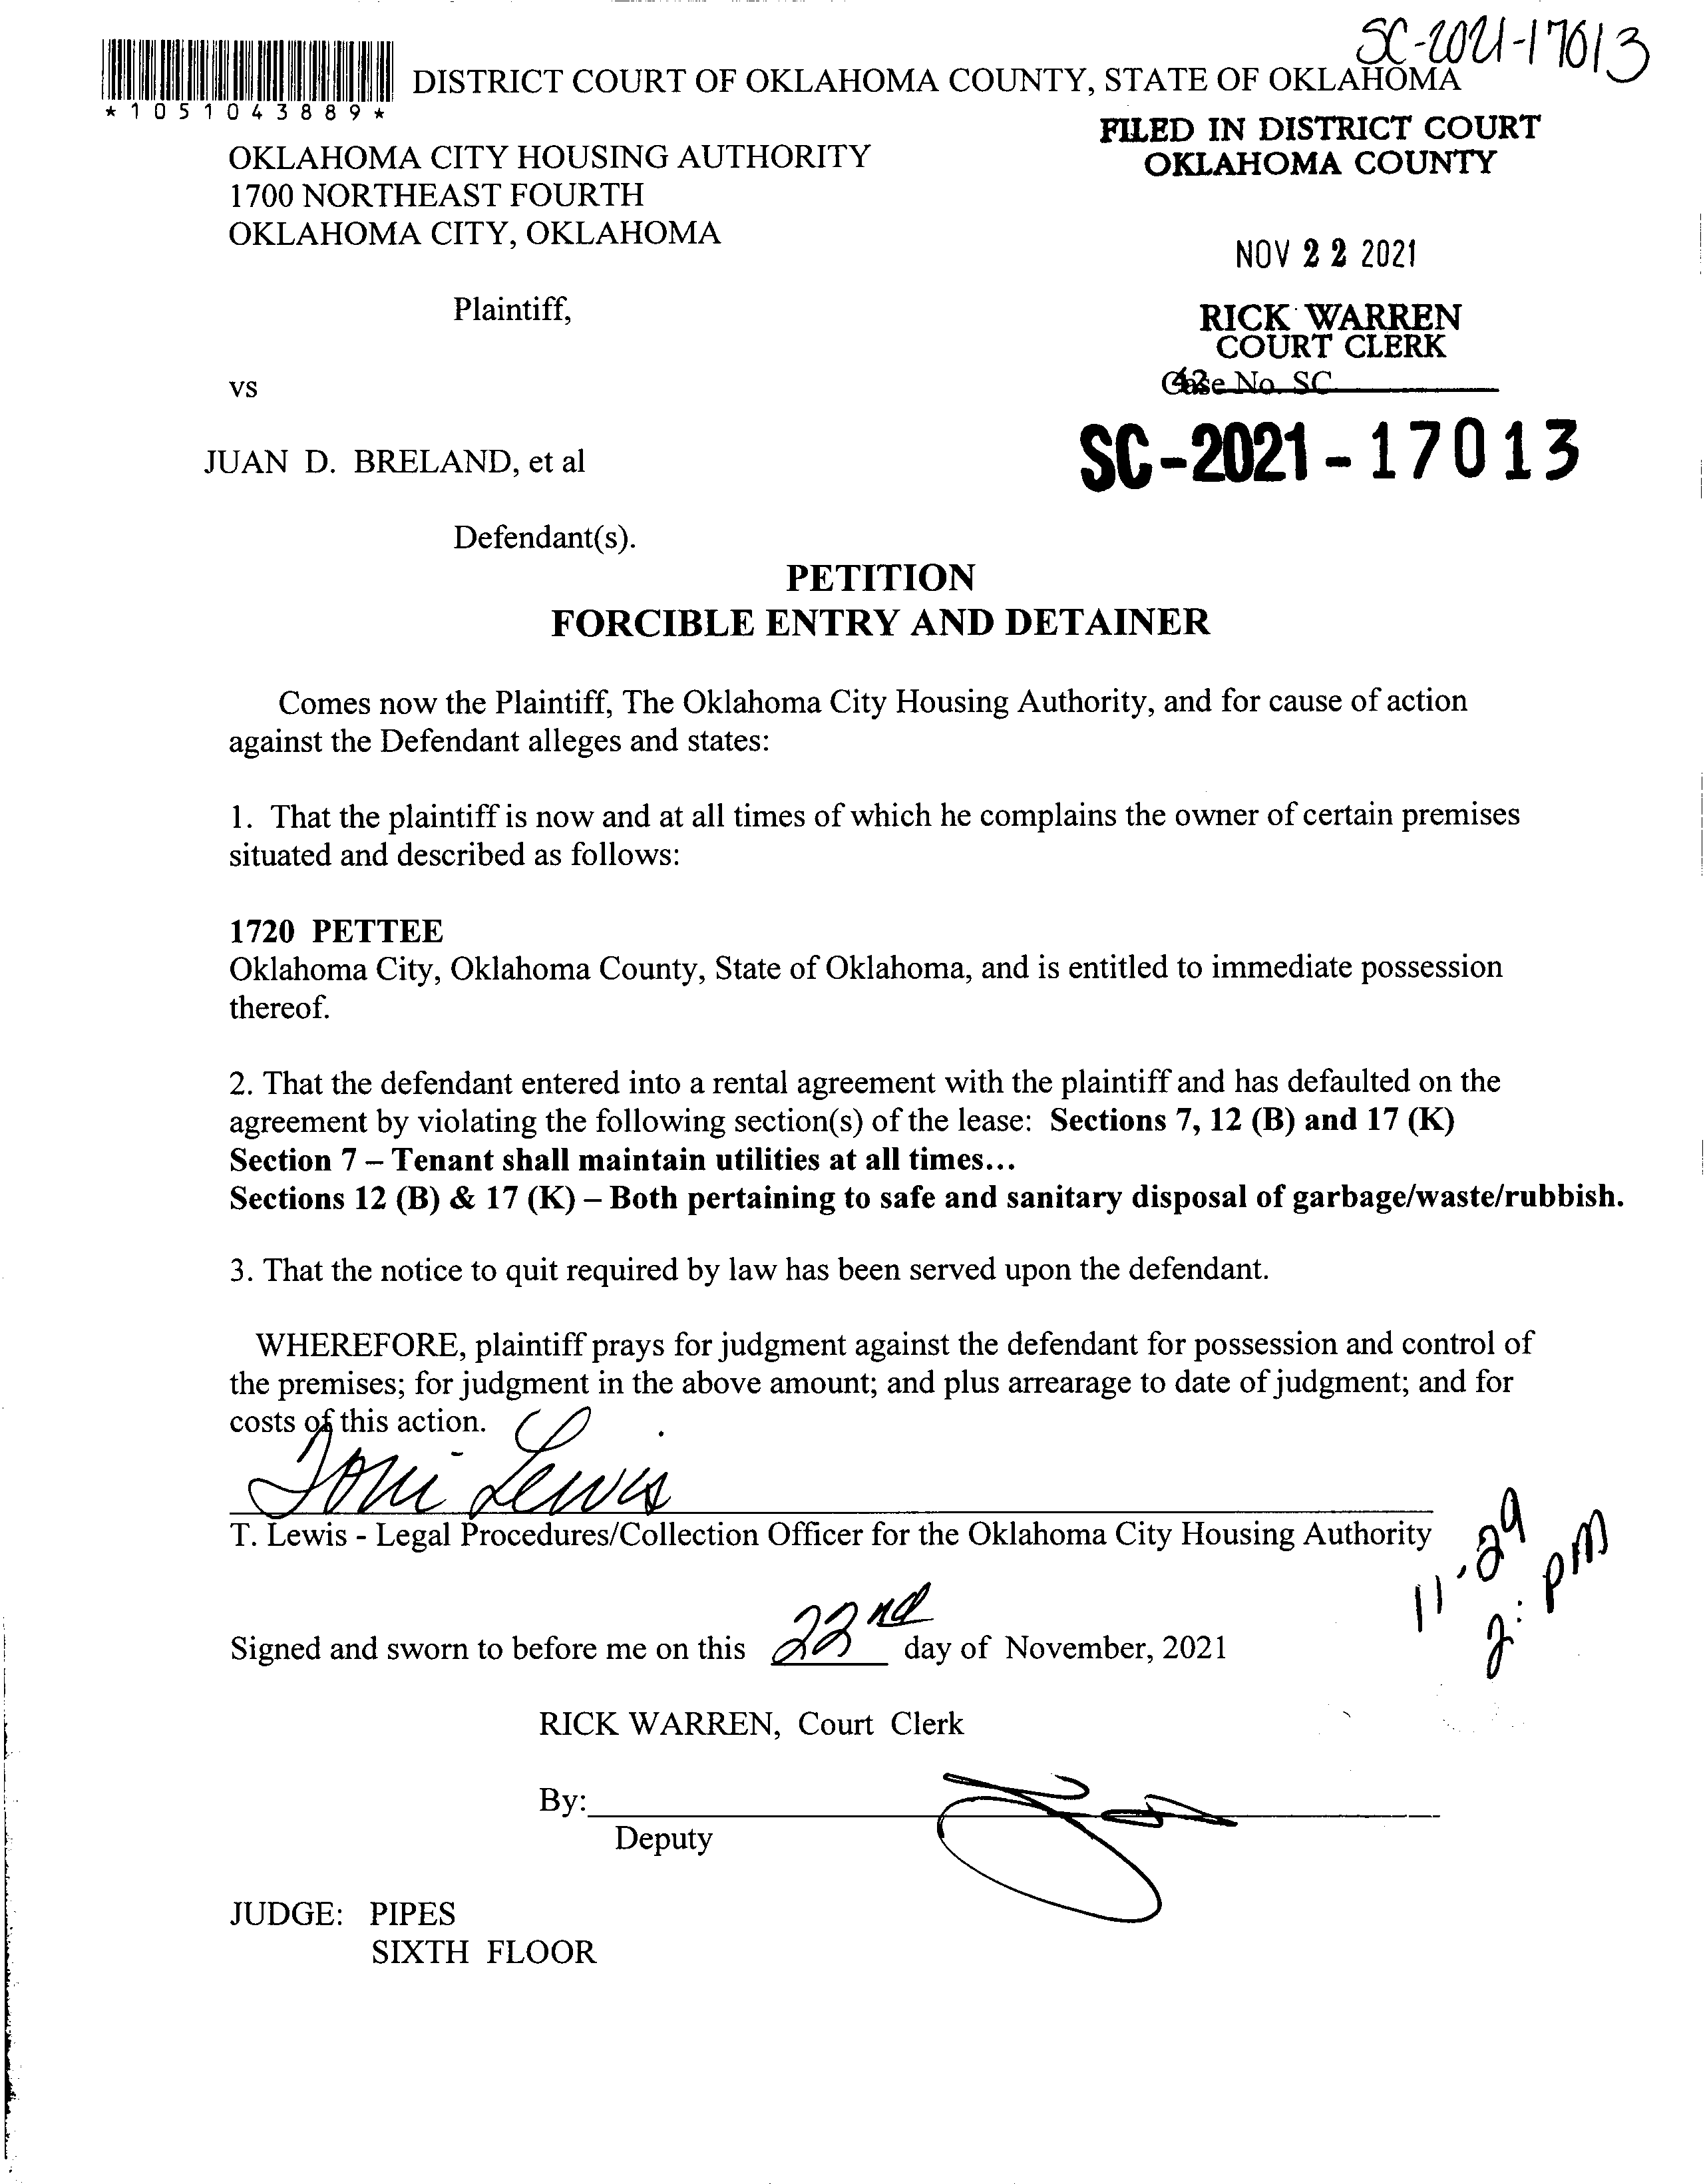 SC-2021-17013
*1051043889*
DISTRICT COURT OF OKLAHOMA COUNTY, STATE OF OKLAHOMA
FILED IN DISTRICT COURT
OKLAHOMA COUNTY
OKLAHOMA CITY HOUSING AUTHORITY
1700 NORTHEAST FOURTH
OKLAHOMA CITY, OKLAHOMA
NOV 22 2021
Plaintiff,
RICK WARREN
COURT CLERK
vs
Case No. SC
42
JUAN D. BRELAND, et al
SC-2021-17013
Defendant(s).
PETITION
FORCIBLE ENTRY AND DETAINER
Comes now the Plaintiff, The Oklahoma City Housing Authority, and for cause of action
against the Defendant alleges and states:
1. That the plaintiff is now and at all times of which he complains the owner of certain premises
situated and described as follows:
1720 PETTEE
Oklahoma City, Oklahoma County, State of Oklahoma, and is entitled to immediate possession
thereof.
2. That the defendant entered into a rental agreement with the plaintiff and has defaulted on the
agreement by violating the following section(s) of the lease: Sections 7, 12 (B) and 17 (K)
Section 7 – Tenant shall maintain utilities at all times...
Sections 12 (B) & 17 (K) – Both pertaining to safe and sanitary disposal of garbage/waste/rubbish.
3. That the notice to quit required by law has been served upon the defendant.
WHEREFORE, plaintiff prays for judgment against the defendant for possession and control of
the premises; for judgment in the above amount; and plus arrearage to date of judgment; and for
costs of this action.
Toni Lewis
T. Lewis - Legal Procedures/Collection Officer for the Oklahoma City Housing Authority
11.29
2: pm
Signed and sworn to before me on this 22nd day of November, 2021
RICK WARREN, Court Clerk
By:
Deputy
JUDGE: PIPES
SIXTH FLOOR